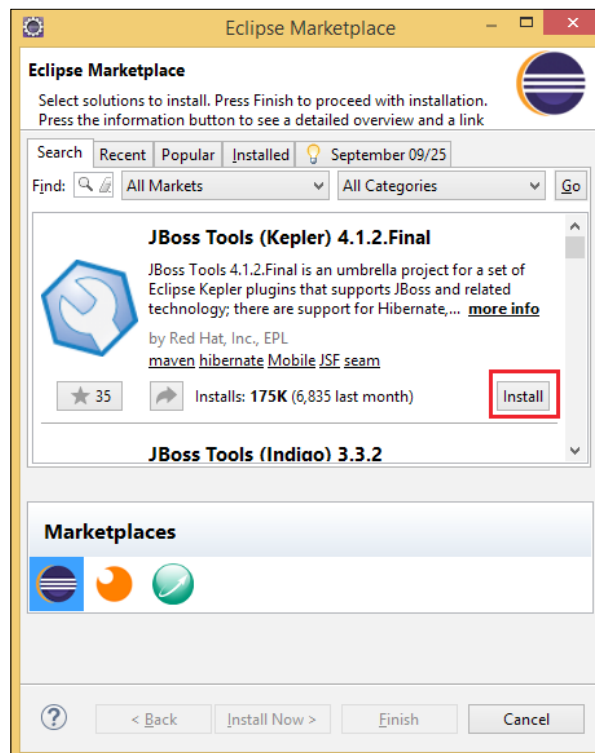 Eclipse Marketplace
Eclipse Marketplace
Select solutions to install. Press Finish to proceed with installation.
Press the information button to see a detailed overview and a link
Search Recent Popular Installed September 09/25
Find: All Markets All Categories Go
JBoss Tools (Kepler) 4.1.2.Final
JBoss Tools 4.1.2.Final is an umbrella project for a set of
Eclipse Kepler plugins that supports JBoss and related
technology; there are support for Hibernate,... more info
by Red Hat, Inc., EPL
maven hibernate Mobile JSF seam
35 Installs: 175K (6,835 last month) Install
JBoss Tools (Indigo) 3.3.2
Marketplaces
? < Back Install Now > Finish Cancel